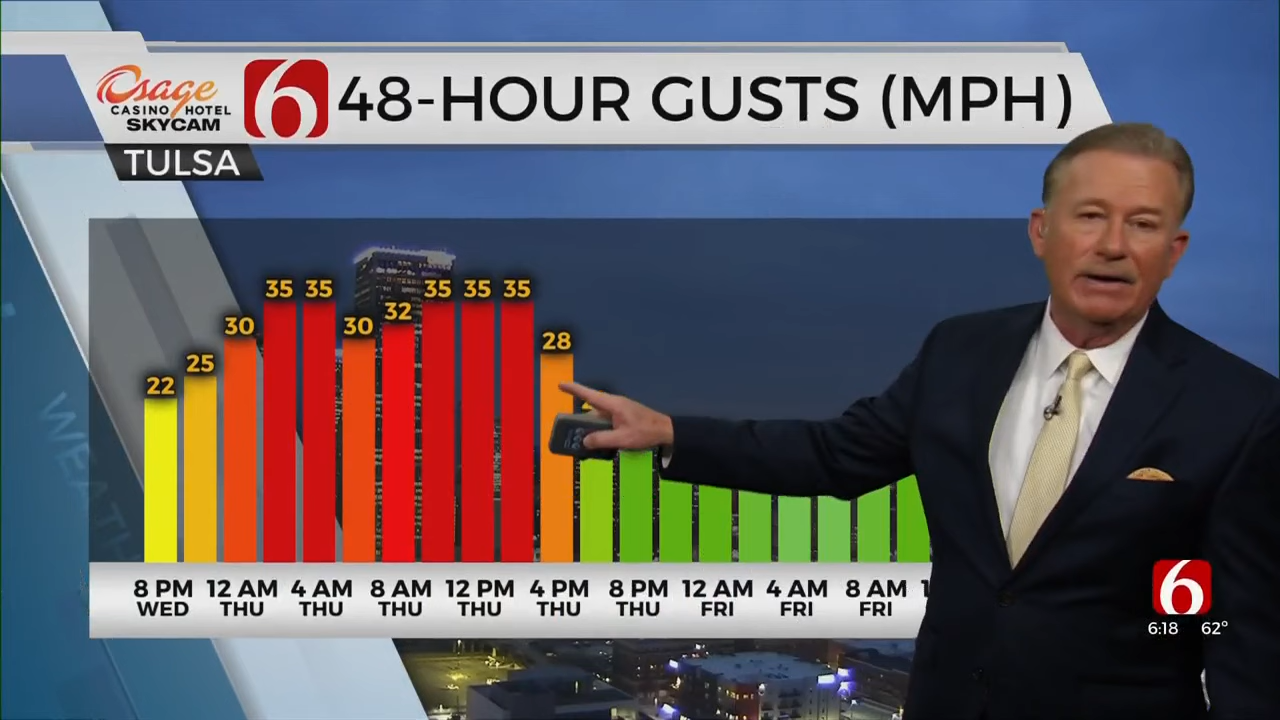 Osage
CASINO HOTEL
SKYCAM
6
48-HOUR GUSTS (MPH)
TULSA
22
25
30
35
35
30
32
35
35
35
28
8 PM 12 AM 4 AM 8 AM 12 PM 4 PM 8 PM 12 AM 4 AM 8 AM
WED THU THU THU THU THU THU FRI FRI FRI
6
6:18 62°